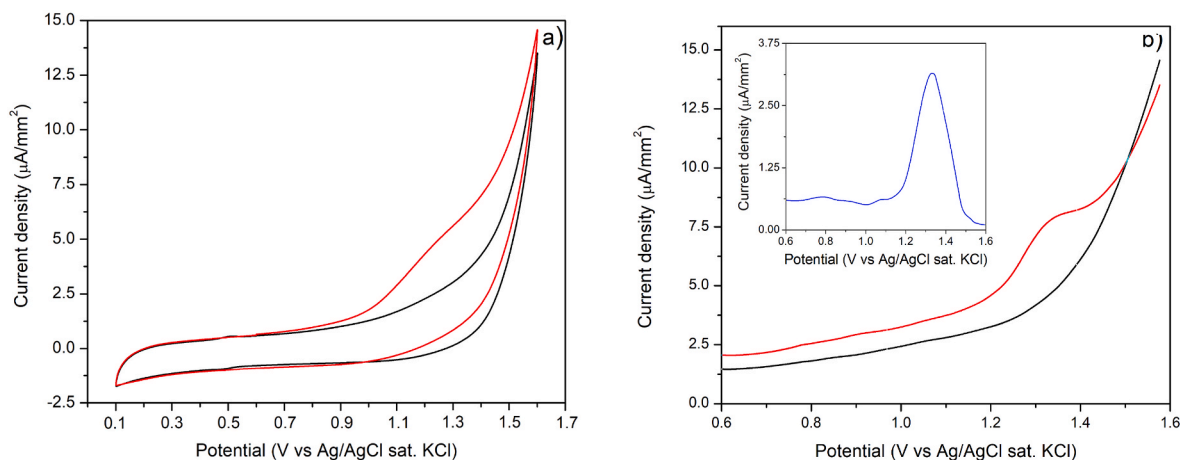 a)
15.0
12.5
10.0
7.5
5.0
2.5
0.0
-2.5
Current density (µA/mm²)
0.1 0.3 0.5 0.7 0.9 1.1 1.3 1.5 1.7
Potential (V vs Ag/AgCl sat. KCl)
b)
15.0
12.5
10.0
7.5
5.0
2.5
0.0
Current density (µA/mm²)
0.6 0.8 1.0 1.2 1.4 1.6
Potential (V vs Ag/AgCl sat. KCl)
3.75
2.50
1.25
0.00
Current density (µA/mm²)
0.6 0.8 1.0 1.2 1.4 1.6
Potential (V vs Ag/AgCl sat. KCl)